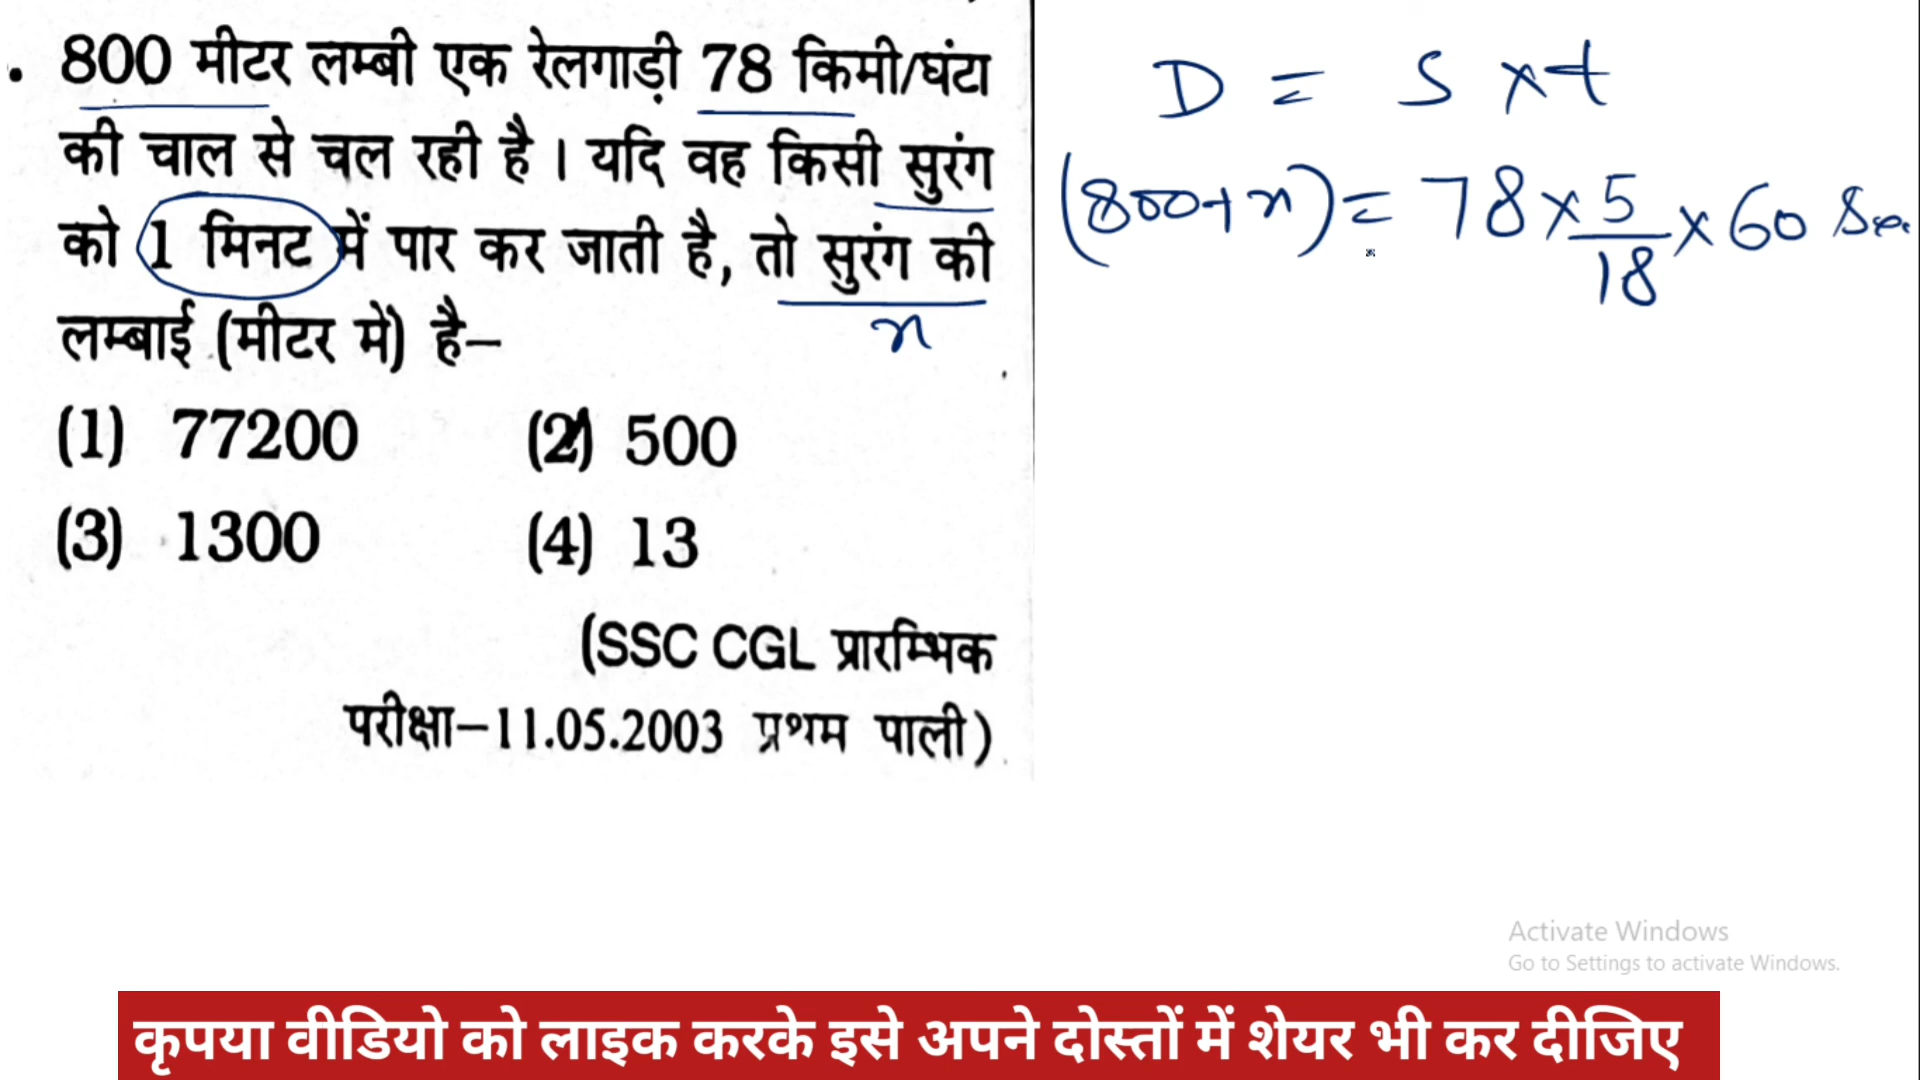 . 800 मीटर लम्बी एक रेलगाड़ी 78 किमी/घंटा
की चाल से चल रही है । यदि वह किसी सुरंग
को 1 मिनट में पार कर जाती है, तो सुरंग की
लम्बाई (मीटर में) है–
x
(1) 77200 (2) 500
(3) 1300 (4) 13
(SSC CGL प्रारम्भिक
परीक्षा–11.05.2003 प्रथम पाली)
D = S × t
(800+x) = 78 × 5/18 × 60 Sec
Activate Windows
Go to Settings to activate Windows.
कृपया वीडियो को लाइक करके इसे अपने दोस्तों में शेयर भी कर दीजिए